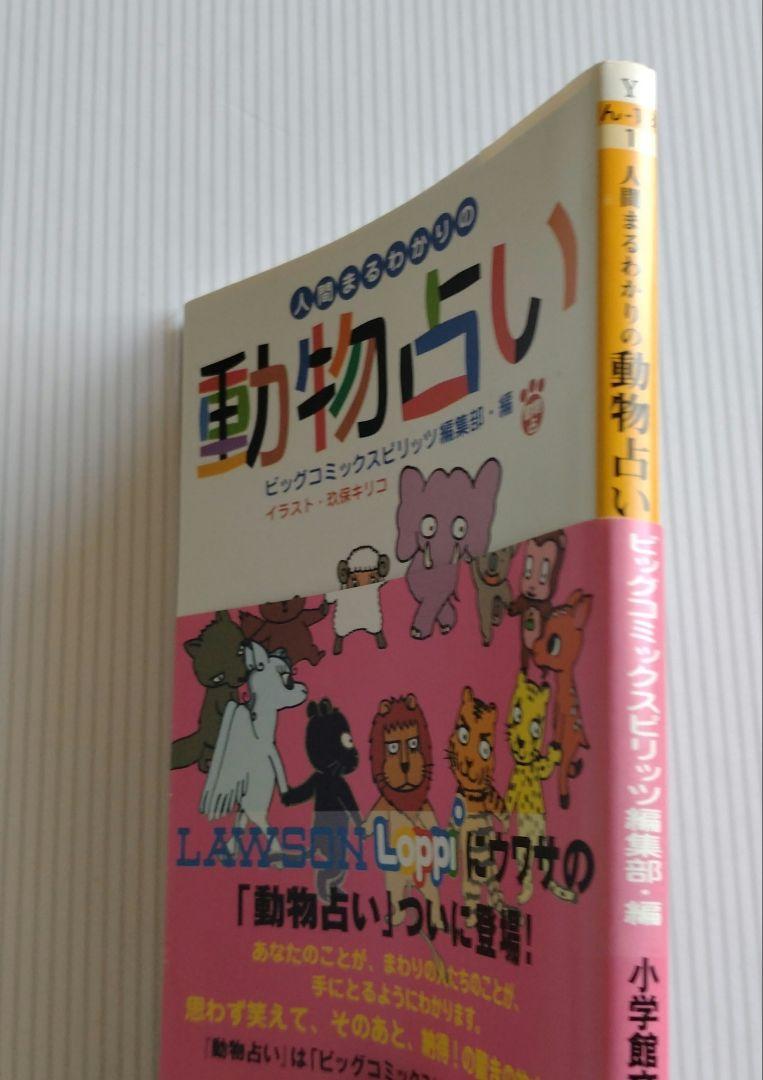 人間まるわかりの
動物占い
ビッグコミックスピリッツ編集部・編
イラスト・玖保キリコ
LAWSON Loppiにウワサの
「動物占い」ついに登場!
あなたのことが、まわりの人たちのことが、
手にとるようにわかります。
思わず笑えて、そのあと、納得!の驚きの
「動物占い」は「ビッグコミックス
Y
人間まるわかりの動物占い
ビッグコミックスピリッツ編集部・編
小学館